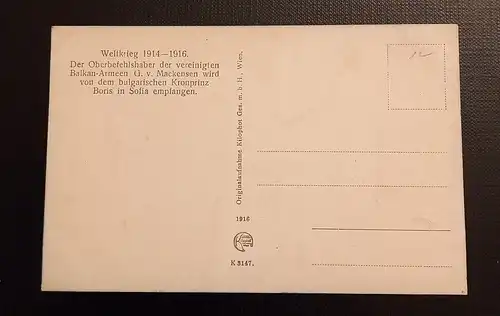 Weltkrieg 1914—1916.
Der Oberbefehlshaber der vereinigten
Balkan-Armeen G. v. Mackensen wird
von dem bulgarischen Kronprinz
Boris in Sofia empfangen.
Originalaufnahme Kilophot Ges. m. b. H., Wien.
1916
K 3147.